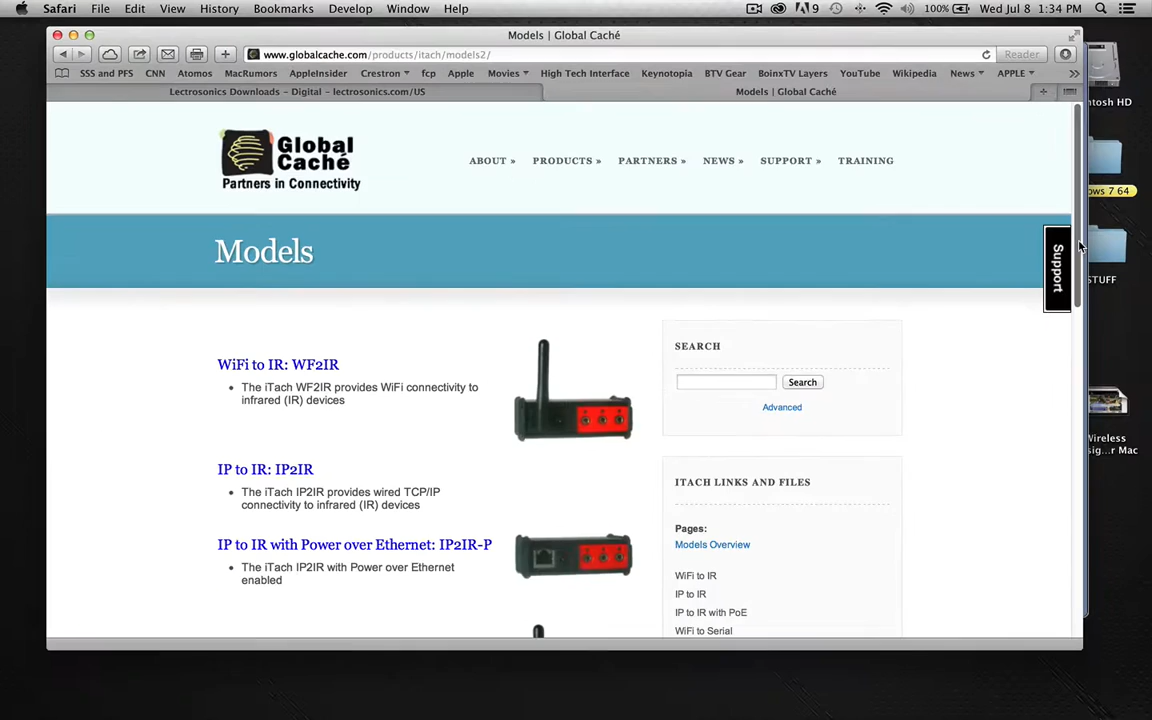 Safari File Edit View History Bookmarks Develop Window Help 9 100% Wed Jul 8 1:34 PM
Models | Global Caché
www.globalcache.com/products/itach/models2/ Reader
SSS and PFS CNN Atomos MacRumors AppleInsider Crestron fcp Apple Movies High Tech Interface Keynotopia BTV Gear BoinxTV Layers YouTube Wikipedia News APPLE
Lectrosonics Downloads – Digital – lectrosonics.com/US Models | Global Caché
ntosh HD
Global Caché
Partners in Connectivity
ABOUT » PRODUCTS » PARTNERS » NEWS » SUPPORT » TRAINING
ows 7 64
Models
Support
STUFF
WiFi to IR: WF2IR
• The iTach WF2IR provides WiFi connectivity to
infrared (IR) devices
IP to IR: IP2IR
• The iTach IP2IR provides wired TCP/IP
connectivity to infrared (IR) devices
IP to IR with Power over Ethernet: IP2IR-P
• The iTach IP2IR with Power over Ethernet
enabled
SEARCH
Search
Advanced
ITACH LINKS AND FILES
Pages:
Models Overview
WiFi to IR
IP to IR
IP to IR with PoE
WiFi to Serial
Wireless
sig...r Mac